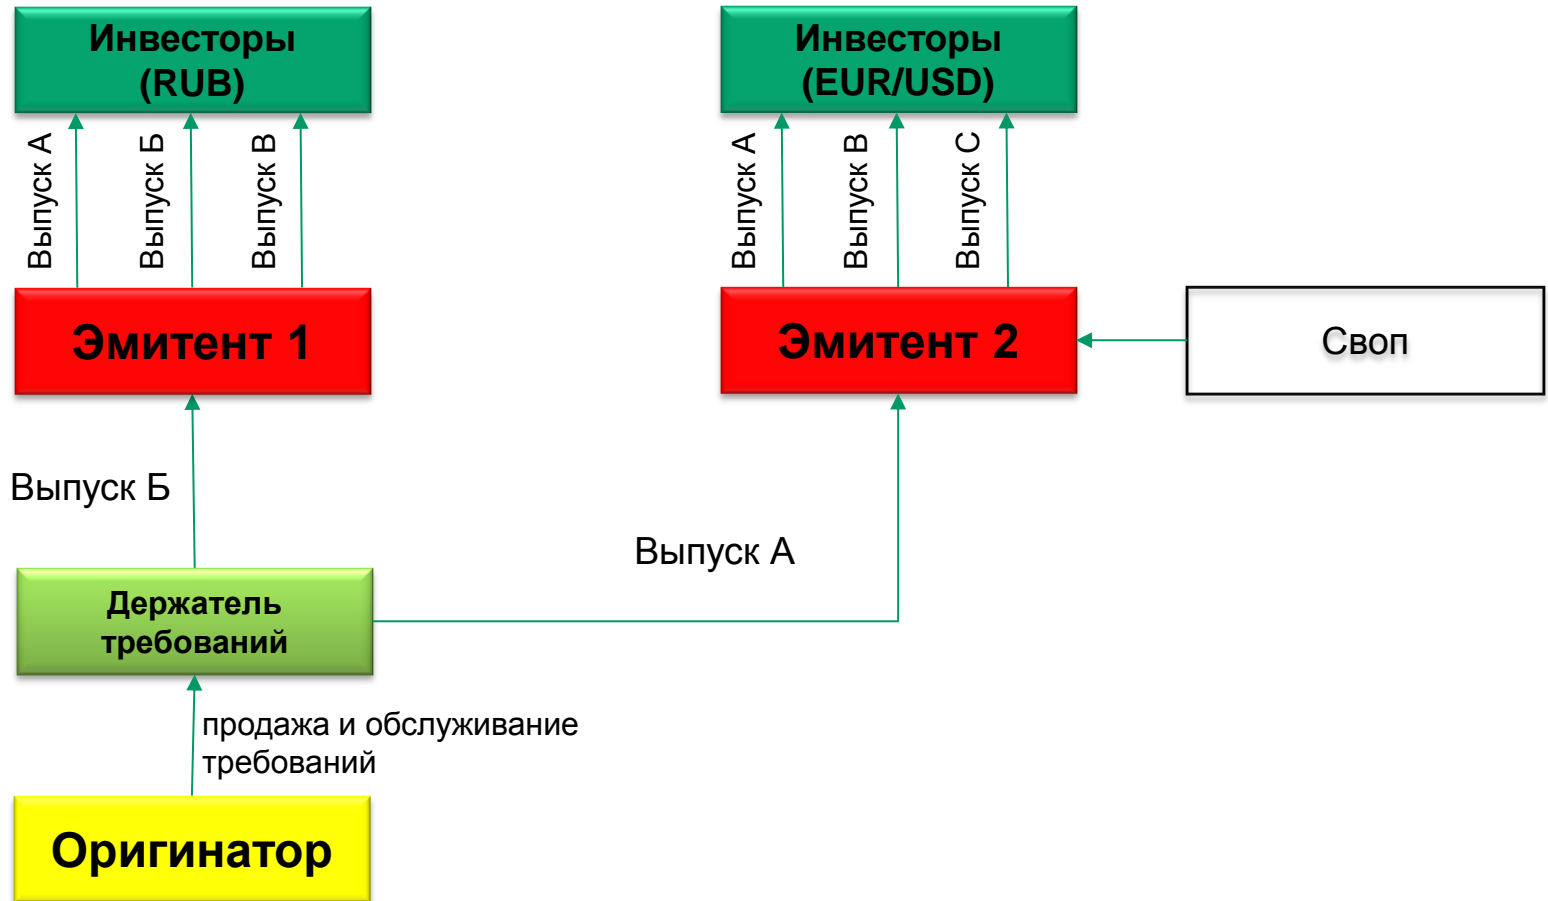 Инвесторы
(RUB)
Инвесторы
(EUR/USD)
Выпуск А
Выпуск Б
Выпуск В
Выпуск A
Выпуск B
Выпуск C
Эмитент 1
Эмитент 2
Своп
Выпуск Б
Выпуск А
Держатель
требований
продажа и обслуживание
требований
Оригинатор